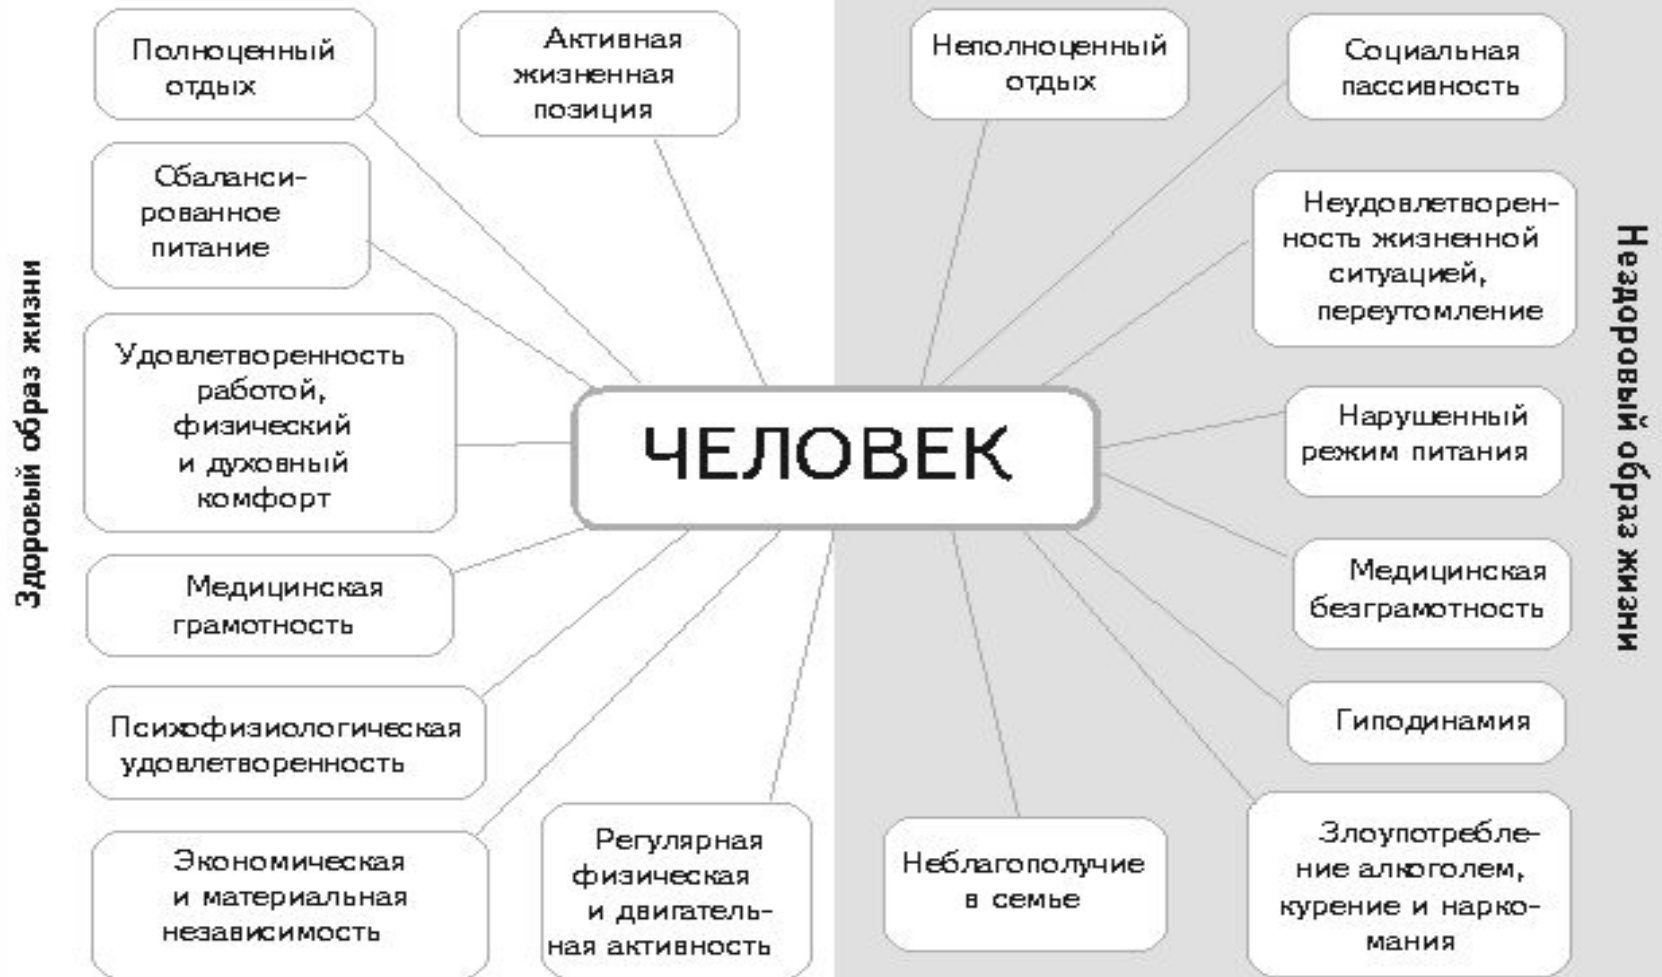 Здоровый образ жизни
Полноценный
отдых
Активная
жизненная
позиция
Сбаланси-
рованное
питание
Удовлетворенность
работой,
физический
и духовный
комфорт
Медицинская
грамотность
Психофизиологическая
удовлетворенность
Экономическая
и материальная
независимость
Регулярная
физическая
и двигатель-
ная активность
ЧЕЛОВЕК
Неполноценный
отдых
Социальная
пассивность
Неудовлетворен-
ность жизненной
ситуацией,
переутомление
Нарушенный
режим питания
Медицинская
безграмотность
Гиподинамия
Злоупотребле-
ние алкоголем,
курение и нарко-
мания
Неблагополучие
в семье
Нездоровый образ жизни